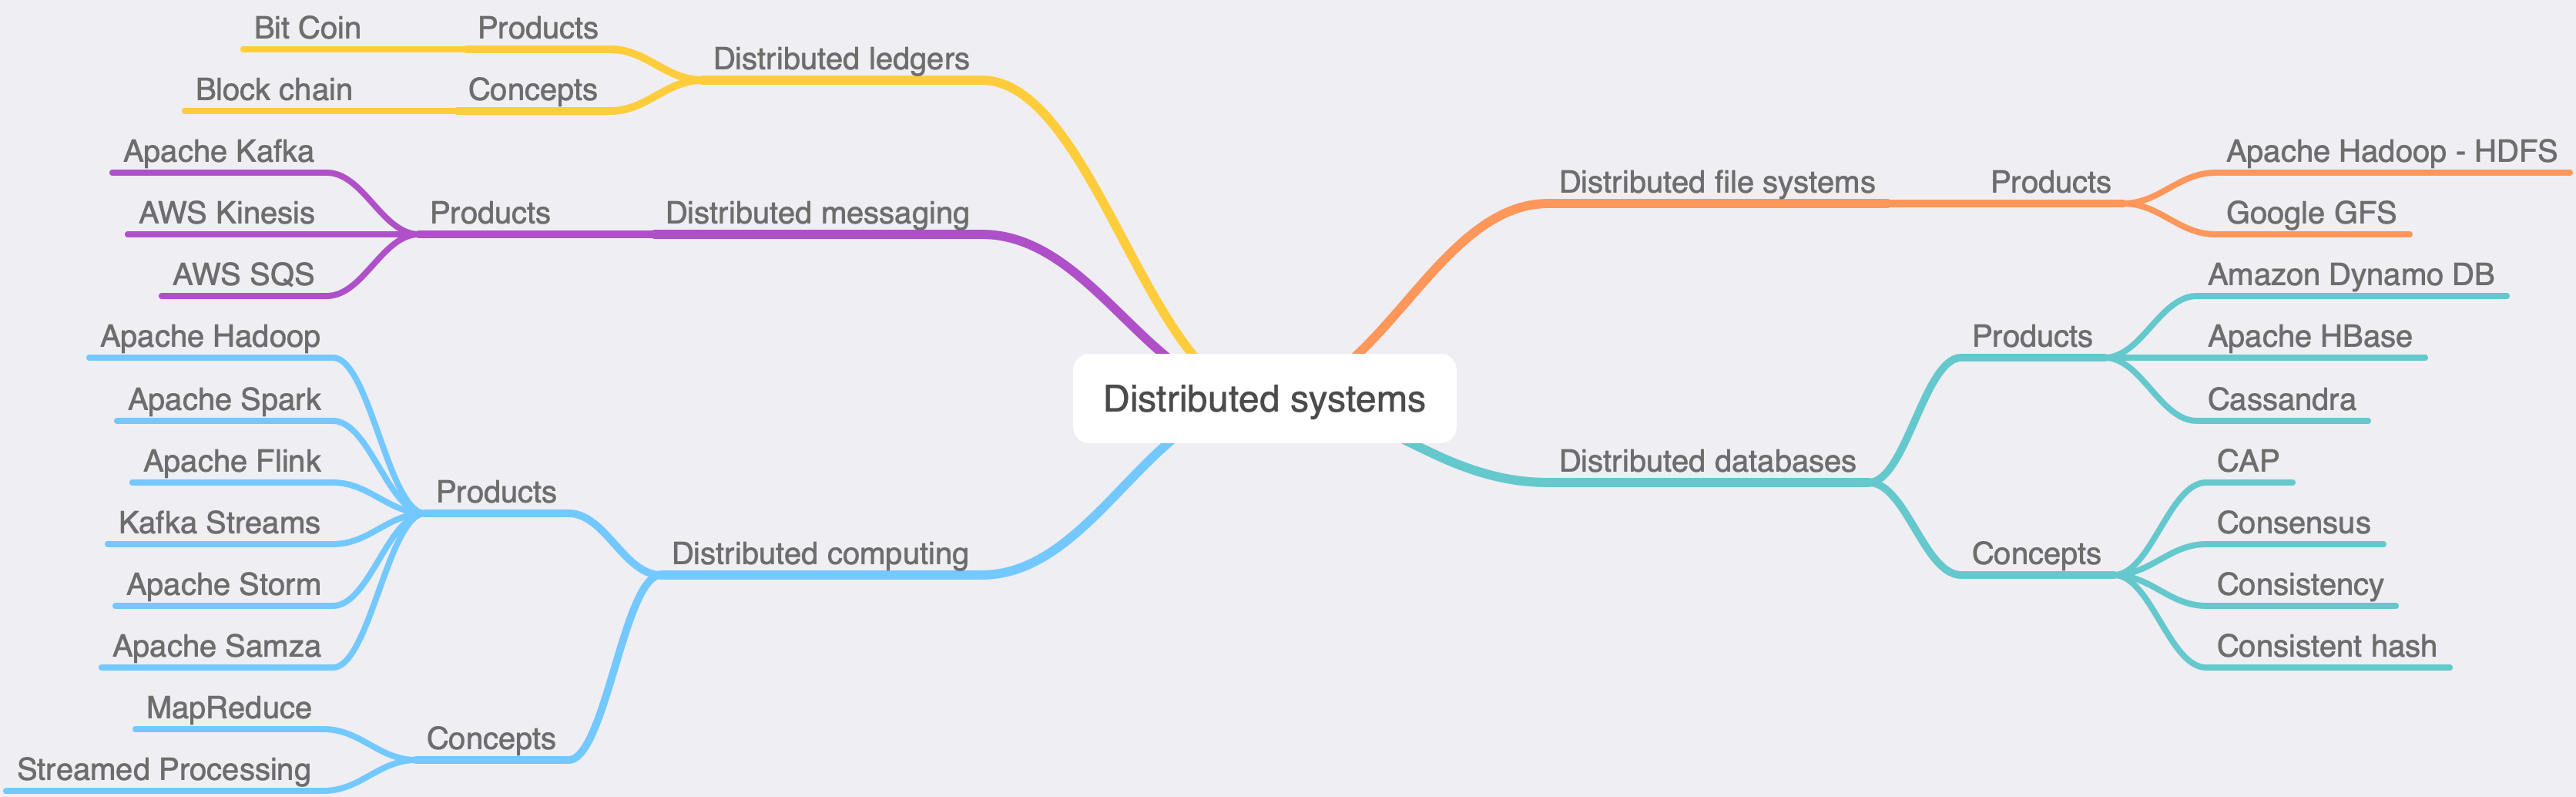 Distributed systems
Distributed ledgers
Products
Bit Coin
Concepts
Block chain
Distributed messaging
Products
Apache Kafka
AWS Kinesis
AWS SQS
Distributed computing
Products
Apache Hadoop
Apache Spark
Apache Flink
Kafka Streams
Apache Storm
Apache Samza
Concepts
MapReduce
Streamed Processing
Distributed file systems
Products
Apache Hadoop - HDFS
Google GFS
Distributed databases
Products
Amazon Dynamo DB
Apache HBase
Cassandra
Concepts
CAP
Consensus
Consistency
Consistent hash